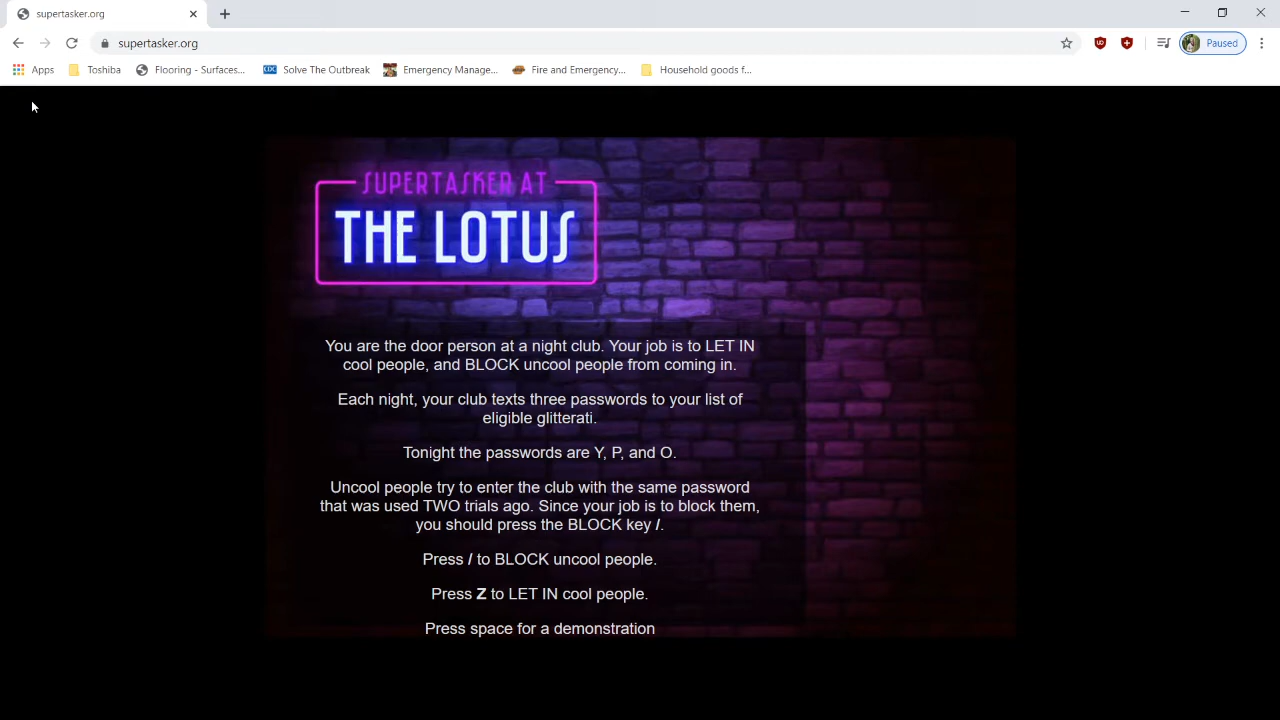 supertasker.org
supertasker.org
Paused
Apps
Toshiba
Flooring - Surfaces...
CDC
Solve The Outbreak
Emergency Manage...
Fire and Emergency...
Household goods f...
SUPERTASKER AT
THE LOTUS
You are the door person at a night club. Your job is to LET IN
cool people, and BLOCK uncool people from coming in.
Each night, your club texts three passwords to your list of
eligible glitterati.
Tonight the passwords are Y, P, and O.
Uncool people try to enter the club with the same password
that was used TWO trials ago. Since your job is to block them,
you should press the BLOCK key /.
Press / to BLOCK uncool people.
Press Z to LET IN cool people.
Press space for a demonstration